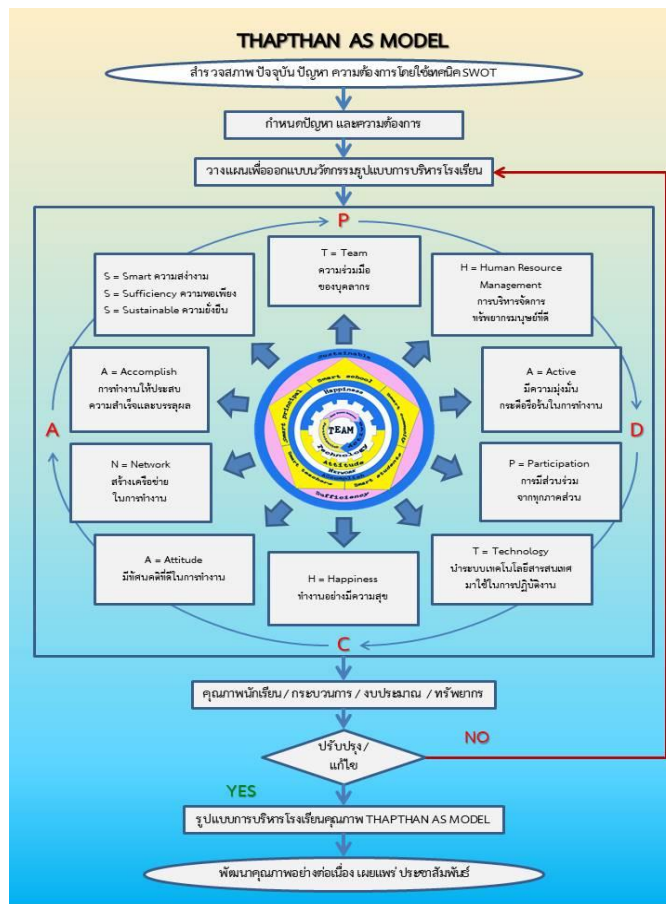 THAPTHAN AS MODEL
สำรวจสภาพ ปัจจุบัน ปัญหา ความต้องการ โดยใช้เทคนิค SWOT
กำหนดปัญหา และความต้องการ
วางแผนเพื่อออกแบบนวัตกรรมรูปแบบการบริหารโรงเรียน
P
T = Team
ความร่วมมือ
ของบุคลากร
H = Human Resource
Management
การบริหารจัดการ
ทรัพยากรมนุษย์ที่ดี
A = Active
มีความมุ่งมั่น
กระตือรือร้นในการทำงาน
D
P = Participation
การมีส่วนร่วม
จากทุกภาคส่วน
T = Technology
นำระบบเทคโนโลยีสารสนเทศ
มาใช้ในการปฏิบัติงาน
H = Happiness
ทำงานอย่างมีความสุข
C
A = Attitude
มีทัศนคติที่ดีในการทำงาน
N = Network
สร้างเครือข่าย
ในการทำงาน
A
A = Accomplish
การทำงานให้ประสบ
ความสำเร็จและบรรลุผล
S = Smart ความสง่างาม
S = Sufficiency ความพอเพียง
S = Sustainable ความยั่งยืน
Sustainable
Smart school
Smart principal
Smart community
Happiness
TEAM
Technology
Attitude
Network
Accomplish
Smart teachers
Smart students
Sufficiency
คุณภาพนักเรียน / กระบวนการ / งบประมาณ / ทรัพยากร
ปรับปรุง /
แก้ไข
NO
YES
รูปแบบการบริหารโรงเรียนคุณภาพ THAPTHAN AS MODEL
พัฒนาคุณภาพอย่างต่อเนื่อง เผยแพร่ ประชาสัมพันธ์